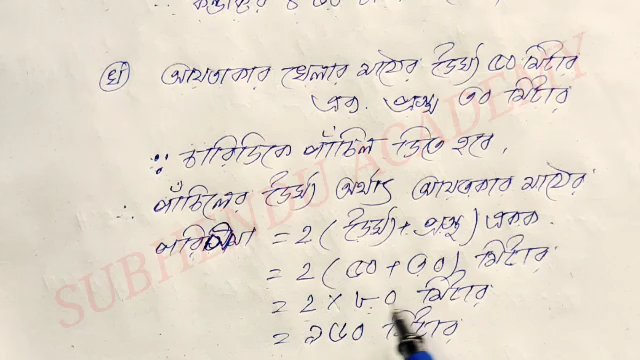 (ঘ) আয়তাকার খেলার মাঠের দৈর্ঘ্য ৫০ মিটার
এবং প্রস্থ ৩০ মিটার
∵ চারিদিকে পাঁচিল দিতে হবে,
∴ পাঁচিলের দৈর্ঘ্য অর্থাৎ আয়তকার মাঠের
পরিসীমা = 2 (দৈর্ঘ্য + প্রস্থ) একক
= 2 (৫০ + ৩০) মিটার
= 2 × ৮০ মিটার
= ১৬০ মিটার
SUBHENDU ACADEMY